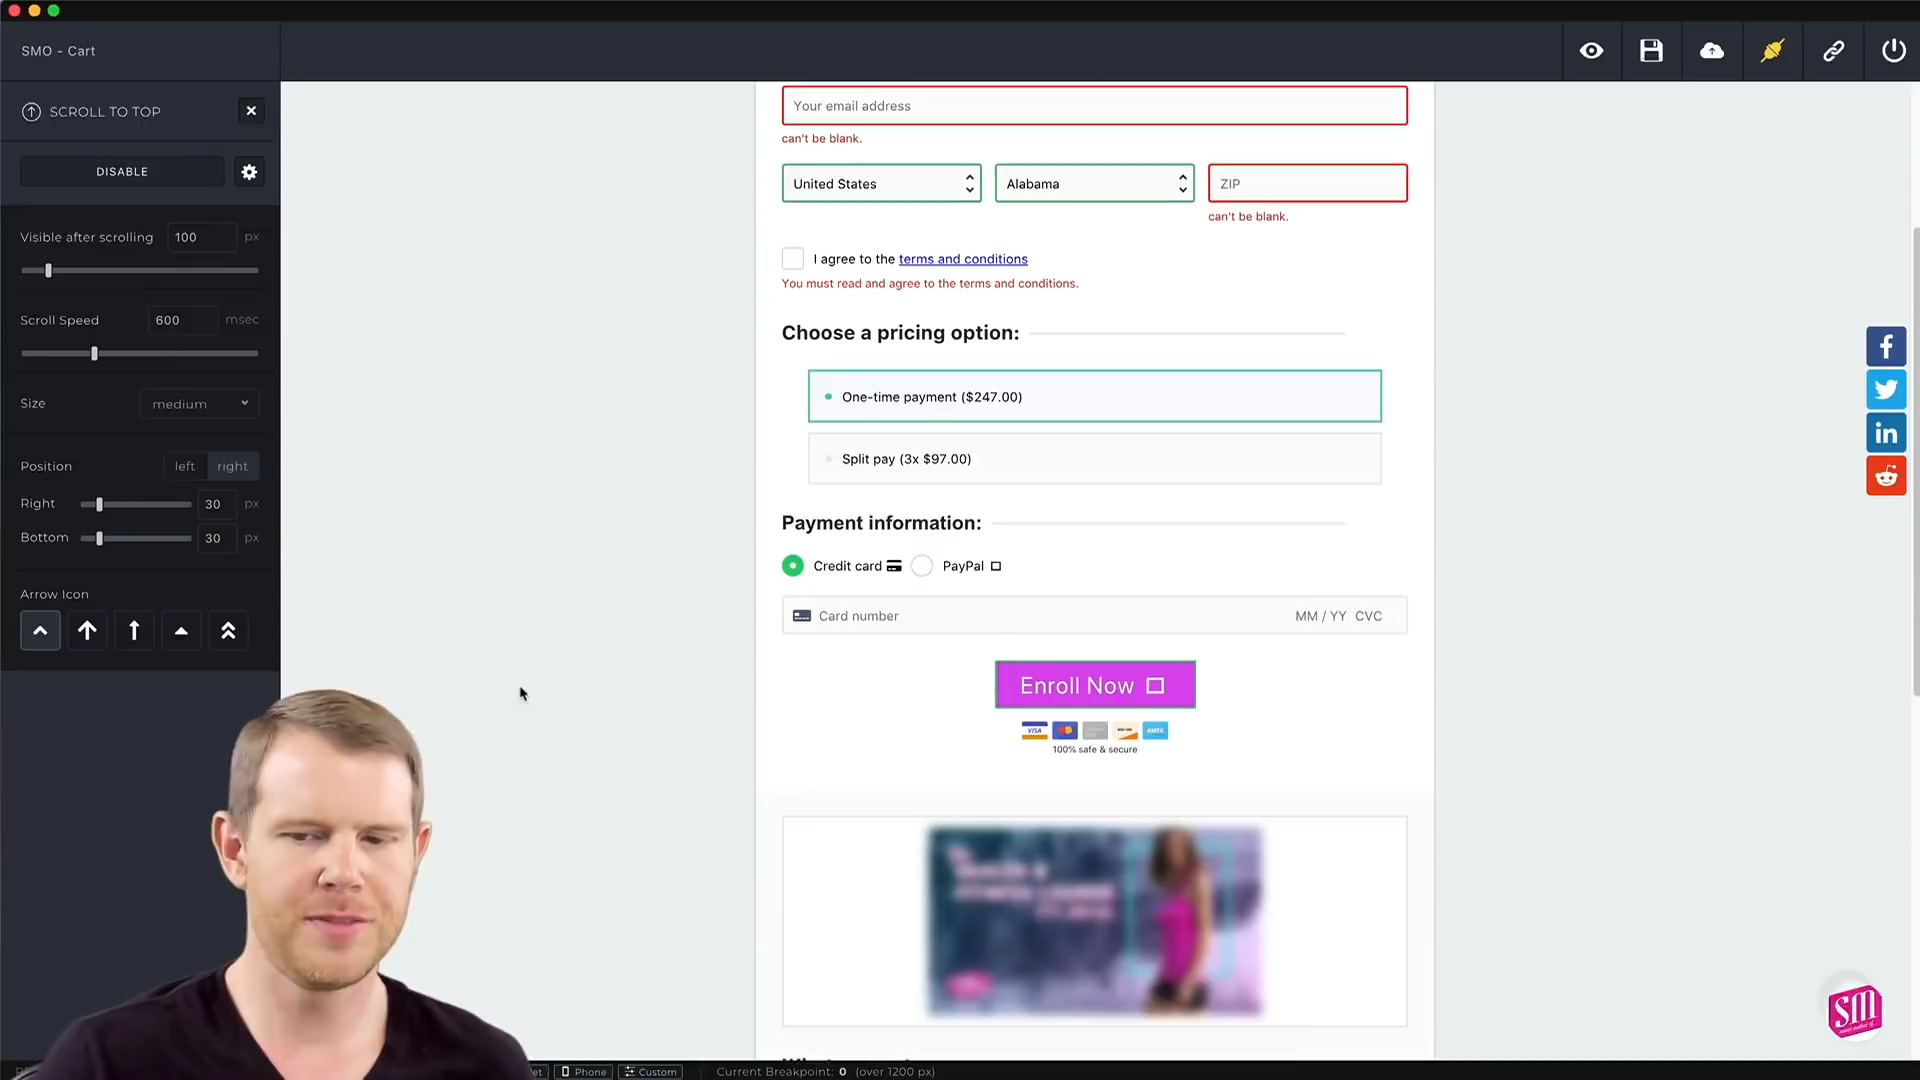 SMO - Cart
SCROLL TO TOP
DISABLE
Visible after scrolling 100 px
Scroll Speed 600 msec
Size medium
Position left right
Right 30 px
Bottom 30 px
Arrow Icon
Your email address
can't be blank.
United States Alabama ZIP
can't be blank.
I agree to the terms and conditions
You must read and agree to the terms and conditions.
Choose a pricing option:
One-time payment ($247.00)
Split pay (3x $97.00)
Payment information:
Credit card PayPal
Card number MM / YY CVC
Enroll Now
VISA AMEX
100% safe & secure
sm
Phone Custom Current Breakpoint: 0 (over 1200 px)